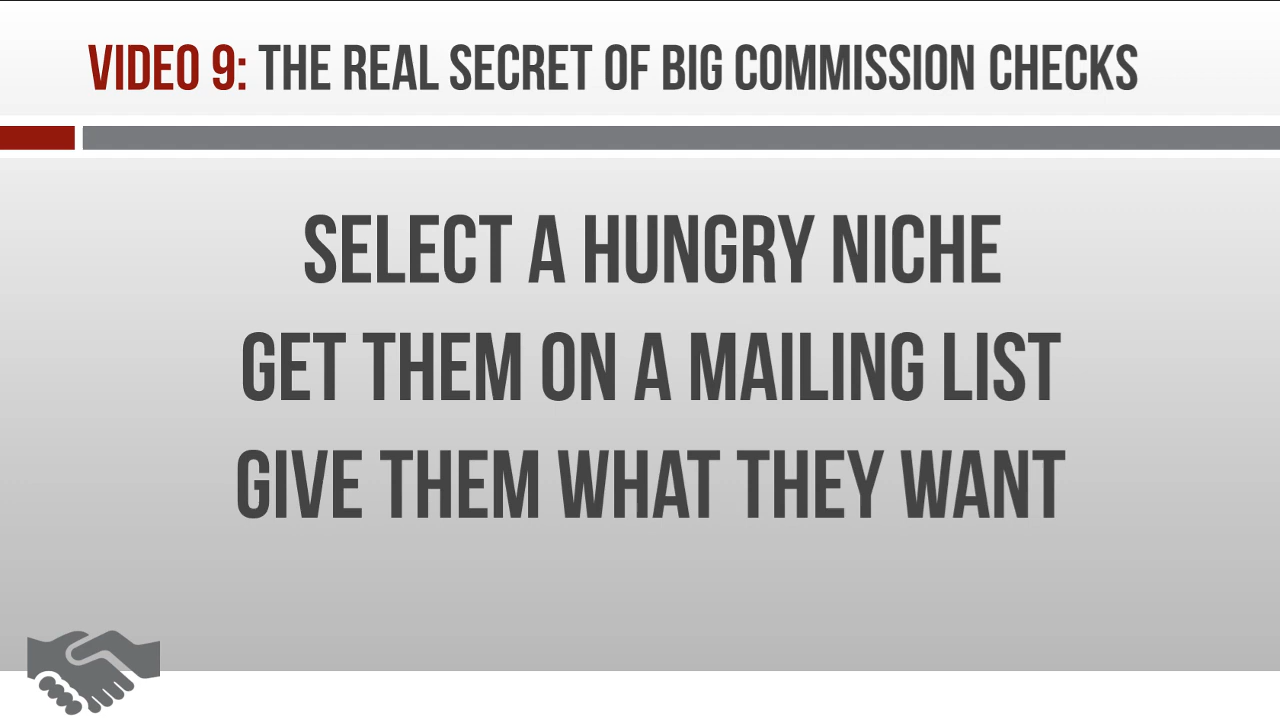 VIDEO 9: THE REAL SECRET OF BIG COMMISSION CHECKS
SELECT A HUNGRY NICHE
GET THEM ON A MAILING LIST
GIVE THEM WHAT THEY WANT